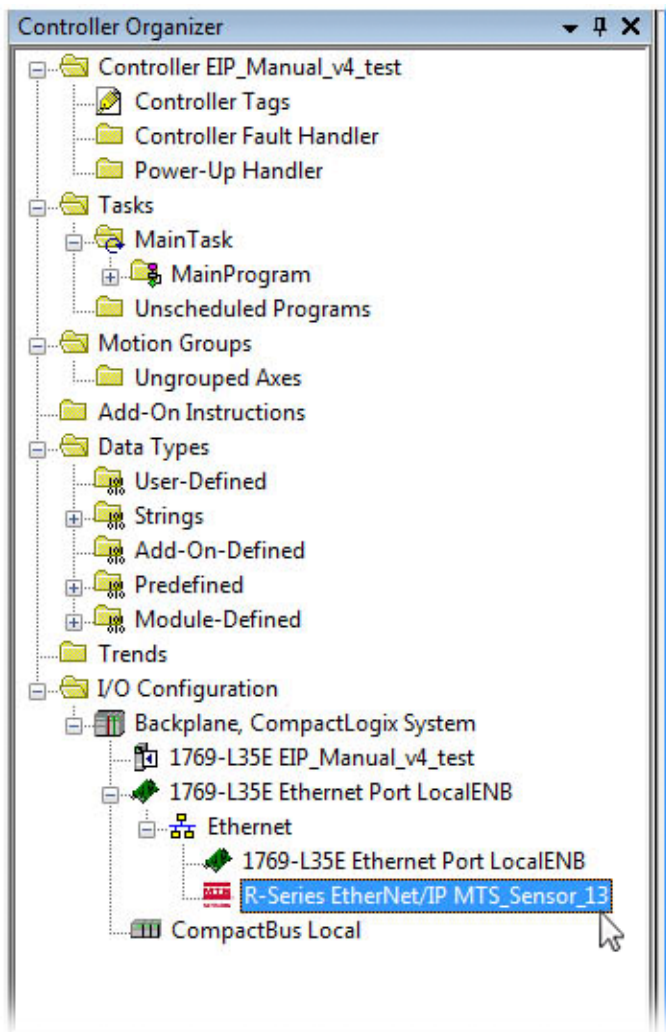 Controller Organizer
Controller EIP_Manual_v4_test
Controller Tags
Controller Fault Handler
Power-Up Handler
Tasks
MainTask
MainProgram
Unscheduled Programs
Motion Groups
Ungrouped Axes
Add-On Instructions
Data Types
User-Defined
Strings
Add-On-Defined
Predefined
Module-Defined
Trends
I/O Configuration
Backplane, CompactLogix System
1769-L35E EIP_Manual_v4_test
1769-L35E Ethernet Port LocalENB
Ethernet
1769-L35E Ethernet Port LocalENB
MTS R-Series EtherNet/IP MTS_Sensor_13
CompactBus Local